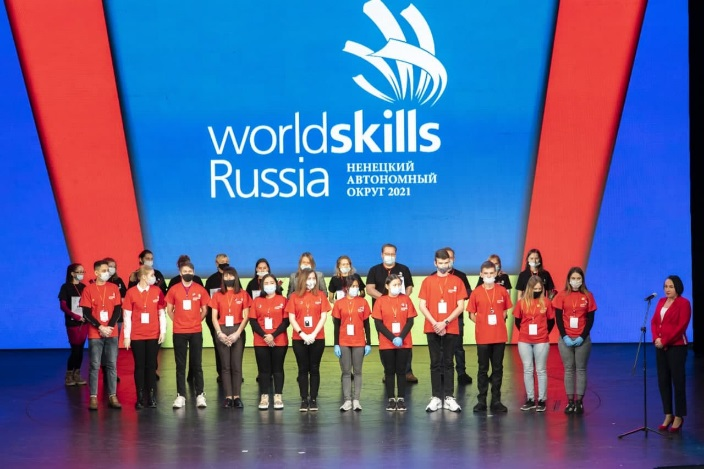 worldskills
Russia
НЕНЕЦКИЙ
АВТОНОМНЫЙ
ОКРУГ 2021